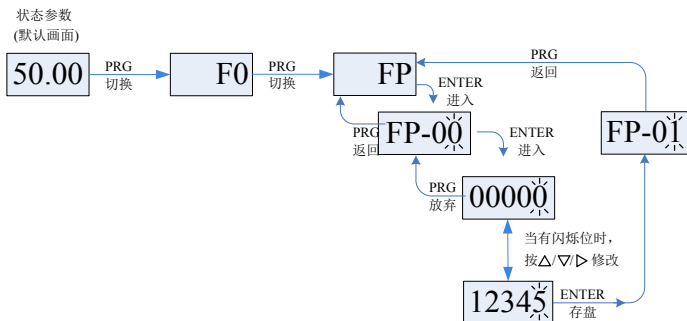 状态参数
(默认画面)
50.00
PRG
切换
F0
PRG
切换
FP
PRG
返回
ENTER
进入
PRG
返回
FP-00
ENTER
进入
FP-01
PRG
放弃
00000
当有闪烁位时，
按△/▽/▷ 修改
12345
ENTER
存盘